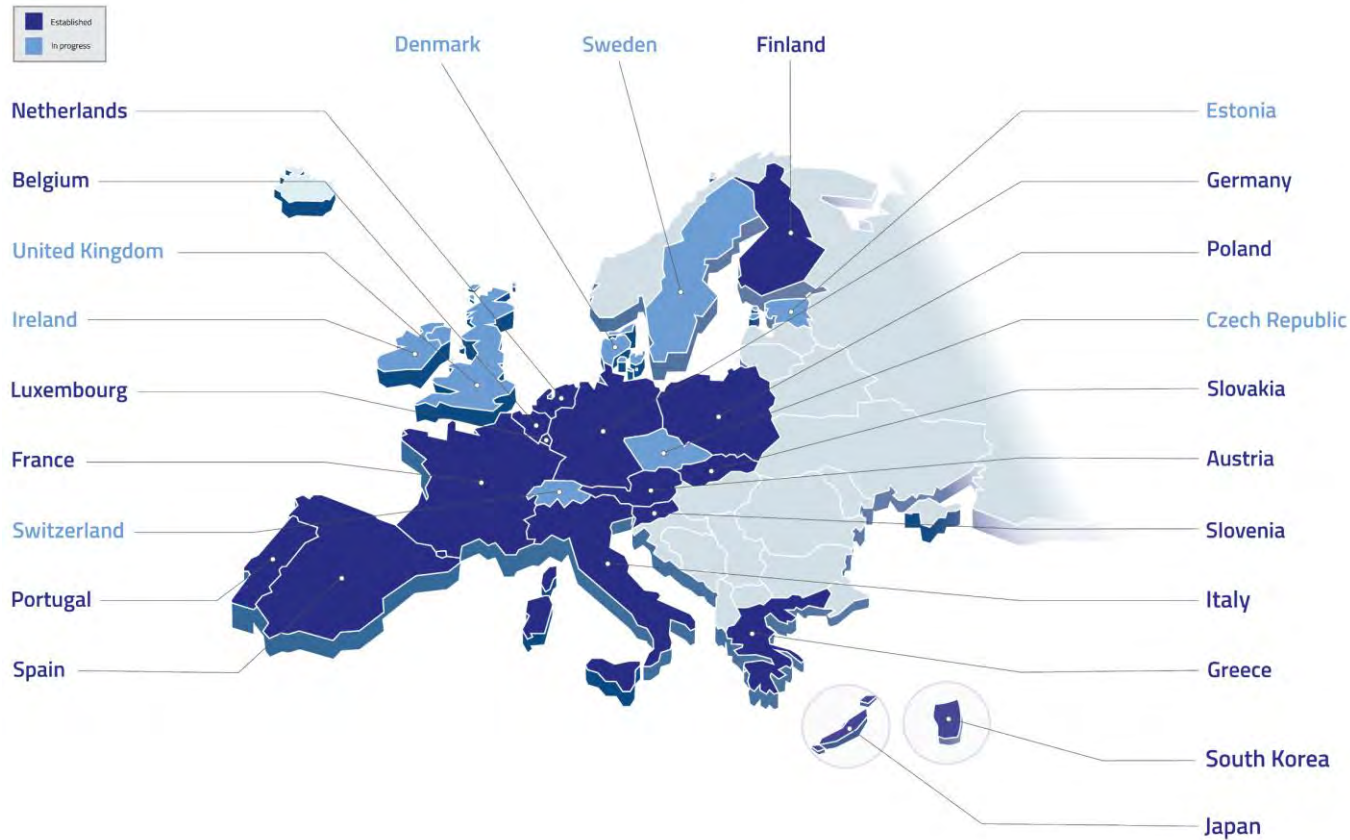 Established
In progress
Denmark
Sweden
Finland
Netherlands
Belgium
United Kingdom
Ireland
Luxembourg
France
Switzerland
Portugal
Spain
Estonia
Germany
Poland
Czech Republic
Slovakia
Austria
Slovenia
Italy
Greece
South Korea
Japan